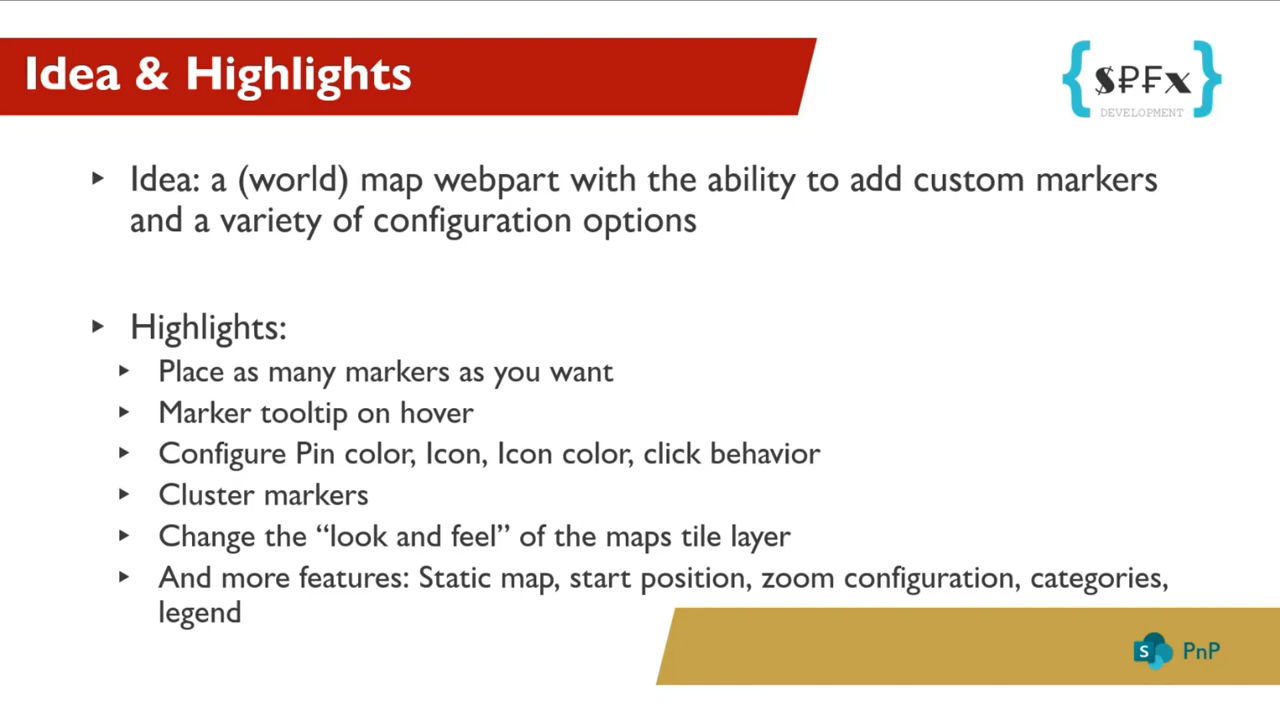 Idea & Highlights
{$₽₣x}
DEVELOPMENT
‣ Idea: a (world) map webpart with the ability to add custom markers
and a variety of configuration options
‣ Highlights:
‣ Place as many markers as you want
‣ Marker tooltip on hover
‣ Configure Pin color, Icon, Icon color, click behavior
‣ Cluster markers
‣ Change the “look and feel” of the maps tile layer
‣ And more features: Static map, start position, zoom configuration, categories,
legend
S PnP